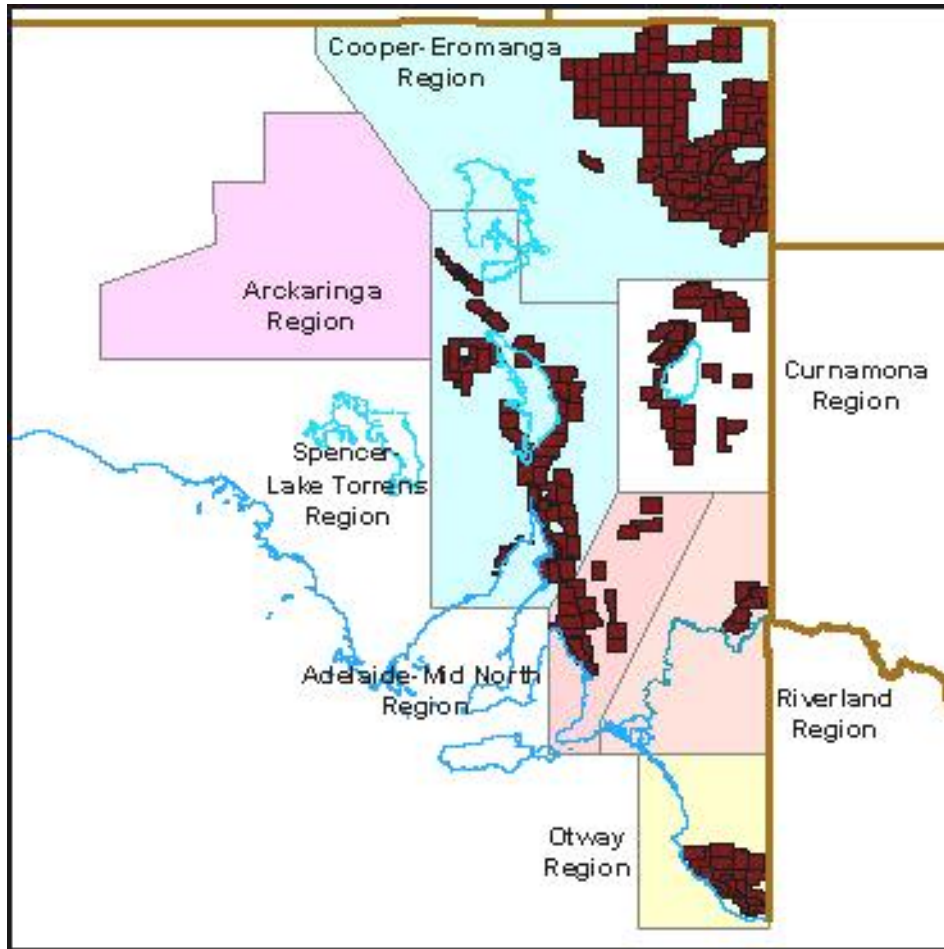 Cooper-Eromanga
Region
Arckaringa
Region
Curnamona
Region
Spencer-
Lake Torrens
Region
Adelaide-Mid North
Region
Riverland
Region
Otway
Region